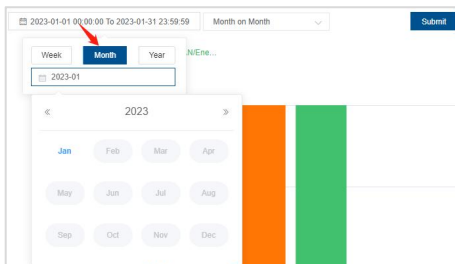 2023-01-01 00:00:00 To 2023-01-31 23:59:59 Month on Month Submit
Week Month Year N/Ene...
2023-01
« 2023 »
Jan Feb Mar Apr
May Jun Jul Aug
Sep Oct Nov Dec